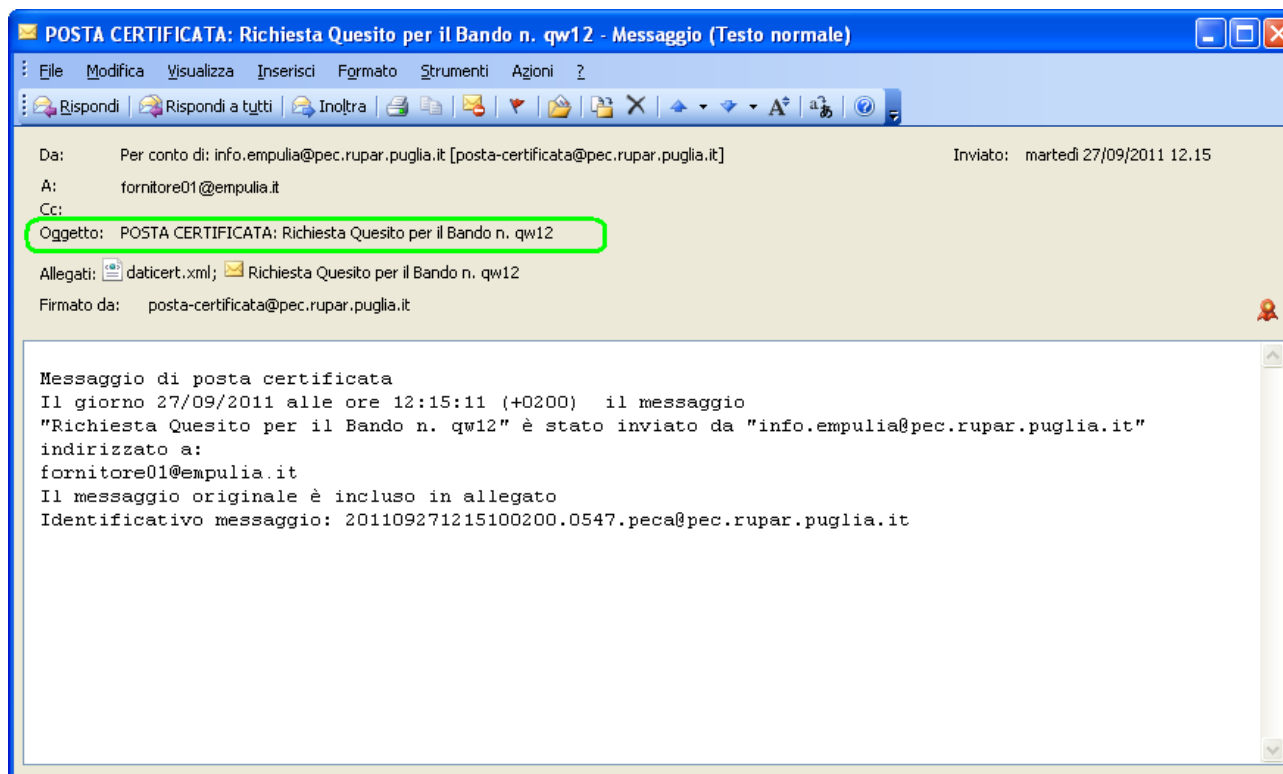 POSTA CERTIFICATA: Richiesta Quesito per il Bando n. qw12 - Messaggio (Testo normale)
File Modifica Visualizza Inserisci Formato Strumenti Azioni ?
Rispondi Rispondi a tutti Inoltra
Da: Per conto di: info.empulia@pec.rupar.puglia.it [posta-certificata@pec.rupar.puglia.it] Inviato: martedì 27/09/2011 12.15
A: fornitore01@empulia.it
Cc:
Oggetto: POSTA CERTIFICATA: Richiesta Quesito per il Bando n. qw12
Allegati: daticert.xml; Richiesta Quesito per il Bando n. qw12
Firmato da: posta-certificata@pec.rupar.puglia.it
Messaggio di posta certificata
Il giorno 27/09/2011 alle ore 12:15:11 (+0200) il messaggio
"Richiesta Quesito per il Bando n. qw12" è stato inviato da "info.empulia@pec.rupar.puglia.it"
indirizzato a:
fornitore01@empulia.it
Il messaggio originale è incluso in allegato
Identificativo messaggio: 201109271215100200.0547.peca@pec.rupar.puglia.it